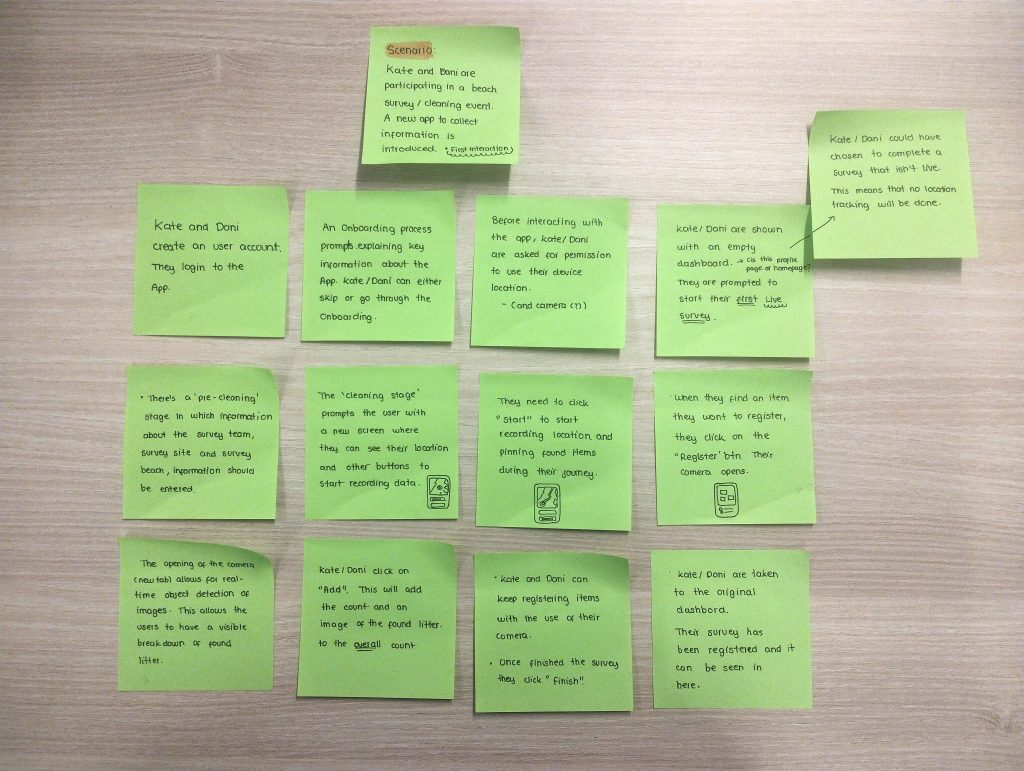 Scenario:
Kate and Dani are
participating in a beach
survey / cleaning event.
A new app to collect
information is
introduced. * First interaction
Kate / Dani could have
chosen to complete a
survey that isn't live.
This means that no location
tracking will be done.
Kate and Dani
create an user account.
They login to the
App.
An Onboarding process
prompts explaining key
information about the
App. Kate/Dani can either
skip or go through the
Onboarding.
Before interacting with
the app, Kate/Dani
are asked for permission
to use their device
location.
- (and camera (?))
Kate / Dani are shown
with an empty
dashboard. → (is this profile
page or homepage?
They are prompted to
start their first Live
survey.
• There's a 'pre-cleaning'
stage in which information
about the survey team,
survey site and survey
beach, information should
be entered.
The 'cleaning stage'
prompts the user with
a new screen where
they can see their location
and other buttons to
start recording data.
They need to click
"Start" to start
recording location and
pinning found items
during their journey.
When they find an item
they want to register,
they click on the
"Register' btn Their
camera opens.
The opening of the camera
(new tab) allows for real-
time object detection of
images. This allows the
users to have a visible
breakdown of found
litter.
Kate / Dani click on
"Add". This will add
the count and an
image of the found litter.
to the overall count
• Kate and Dani can
keep registering items
with the use of their
camera.
• Once finished the survey
they click "Finish".
Kate / Dani are taken
to the original
dashbord.
Their survey has
been registered and it
can be seen in
here.